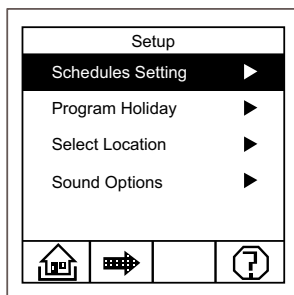 Setup
Schedules Setting
Program Holiday
Select Location
Sound Options
?